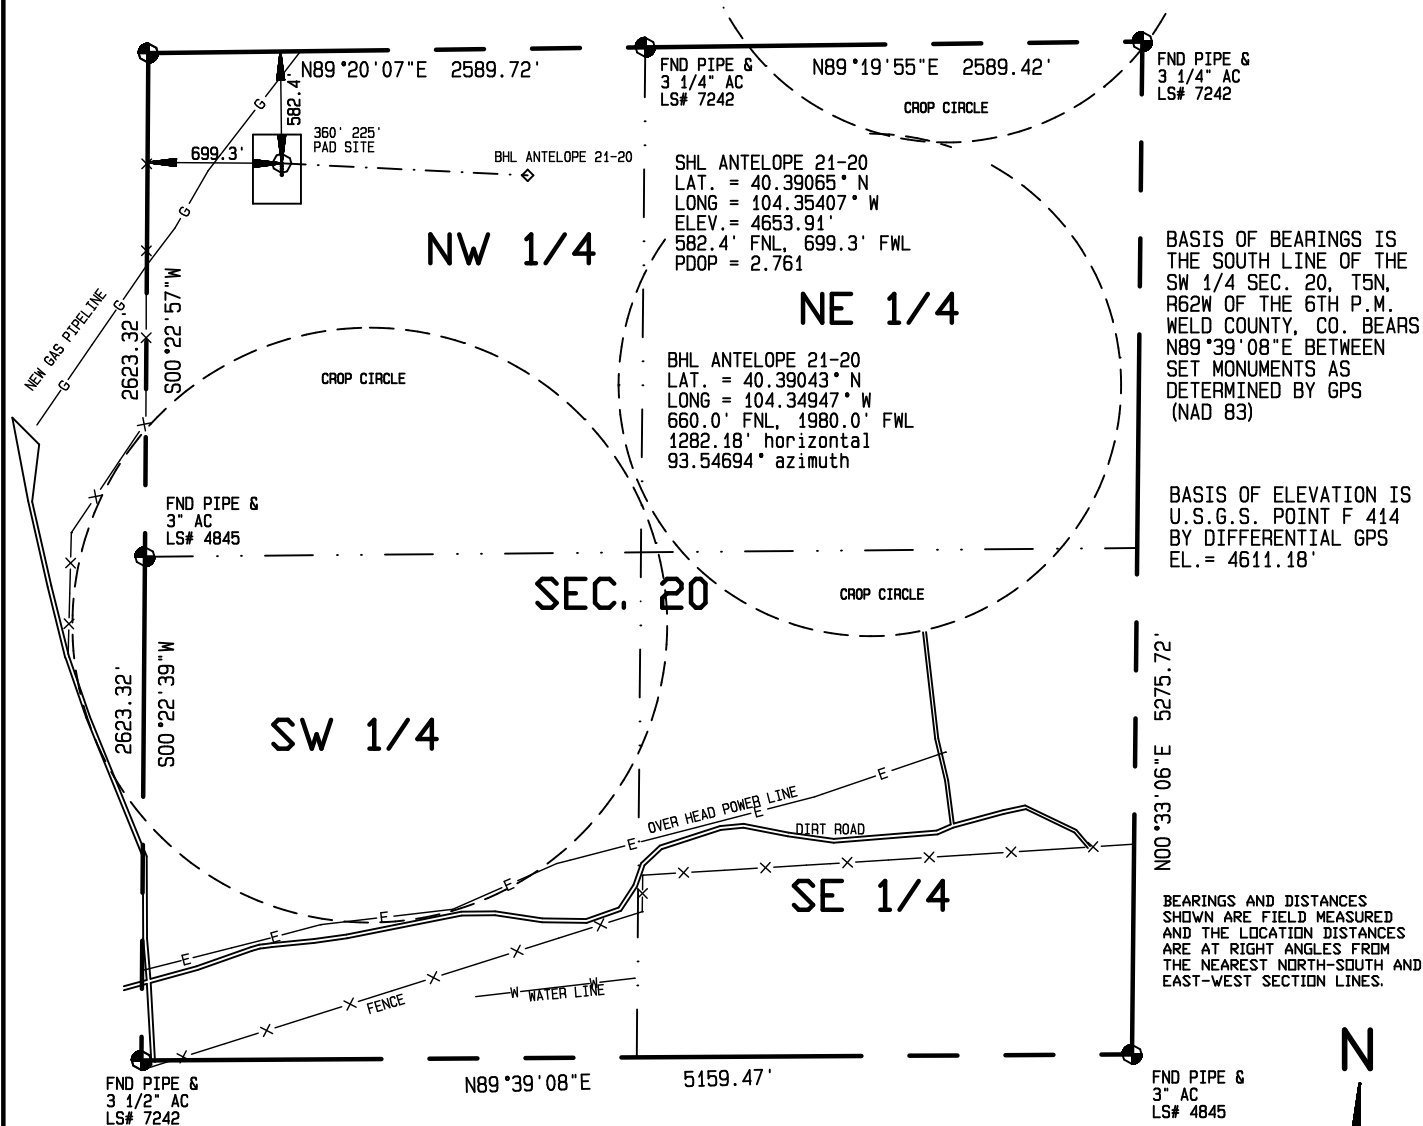 N89°20'07"E 2589.72'
N89°19'55"E 2589.42'
FND PIPE &
3 1/4" AC
LS# 7242
FND PIPE &
3 1/4" AC
LS# 7242
CROP CIRCLE
G
582.4'
699.3'
360' 225'
PAD SITE
BHL ANTELOPE 21-20
SHL ANTELOPE 21-20
LAT. = 40.39065° N
LONG = 104.35407° W
ELEV.= 4653.91'
582.4' FNL, 699.3' FWL
PDOP = 2.761
G
NW 1/4
NE 1/4
BASIS OF BEARINGS IS
THE SOUTH LINE OF THE
SW 1/4 SEC. 20, T5N,
R62W OF THE 6TH P.M.
WELD COUNTY, CO. BEARS
N89°39'08"E BETWEEN
SET MONUMENTS AS
DETERMINED BY GPS
(NAD 83)
NEW GAS PIPELINE
G
G
2623.32'
S00°22'57"W
CROP CIRCLE
BHL ANTELOPE 21-20
LAT. = 40.39043° N
LONG = 104.34947° W
660.0' FNL, 1980.0' FWL
1282.18' horizontal
93.54694° azimuth
FND PIPE &
3" AC
LS# 4845
BASIS OF ELEVATION IS
U.S.G.S. POINT F 414
BY DIFFERENTIAL GPS
EL.= 4611.18'
SEC. 20
CROP CIRCLE
2623.32'
S00°22'39"W
SW 1/4
N00°33'06"E 5275.72'
OVER HEAD POWER LINE
E
E
E
E
E
E
E
DIRT ROAD
SE 1/4
BEARINGS AND DISTANCES
SHOWN ARE FIELD MEASURED
AND THE LOCATION DISTANCES
ARE AT RIGHT ANGLES FROM
THE NEAREST NORTH-SOUTH AND
EAST-WEST SECTION LINES.
FENCE
W
W
WATER LINE
N
FND PIPE &
3 1/2" AC
LS# 7242
N89°39'08"E
5159.47'
FND PIPE &
3" AC
LS# 4845